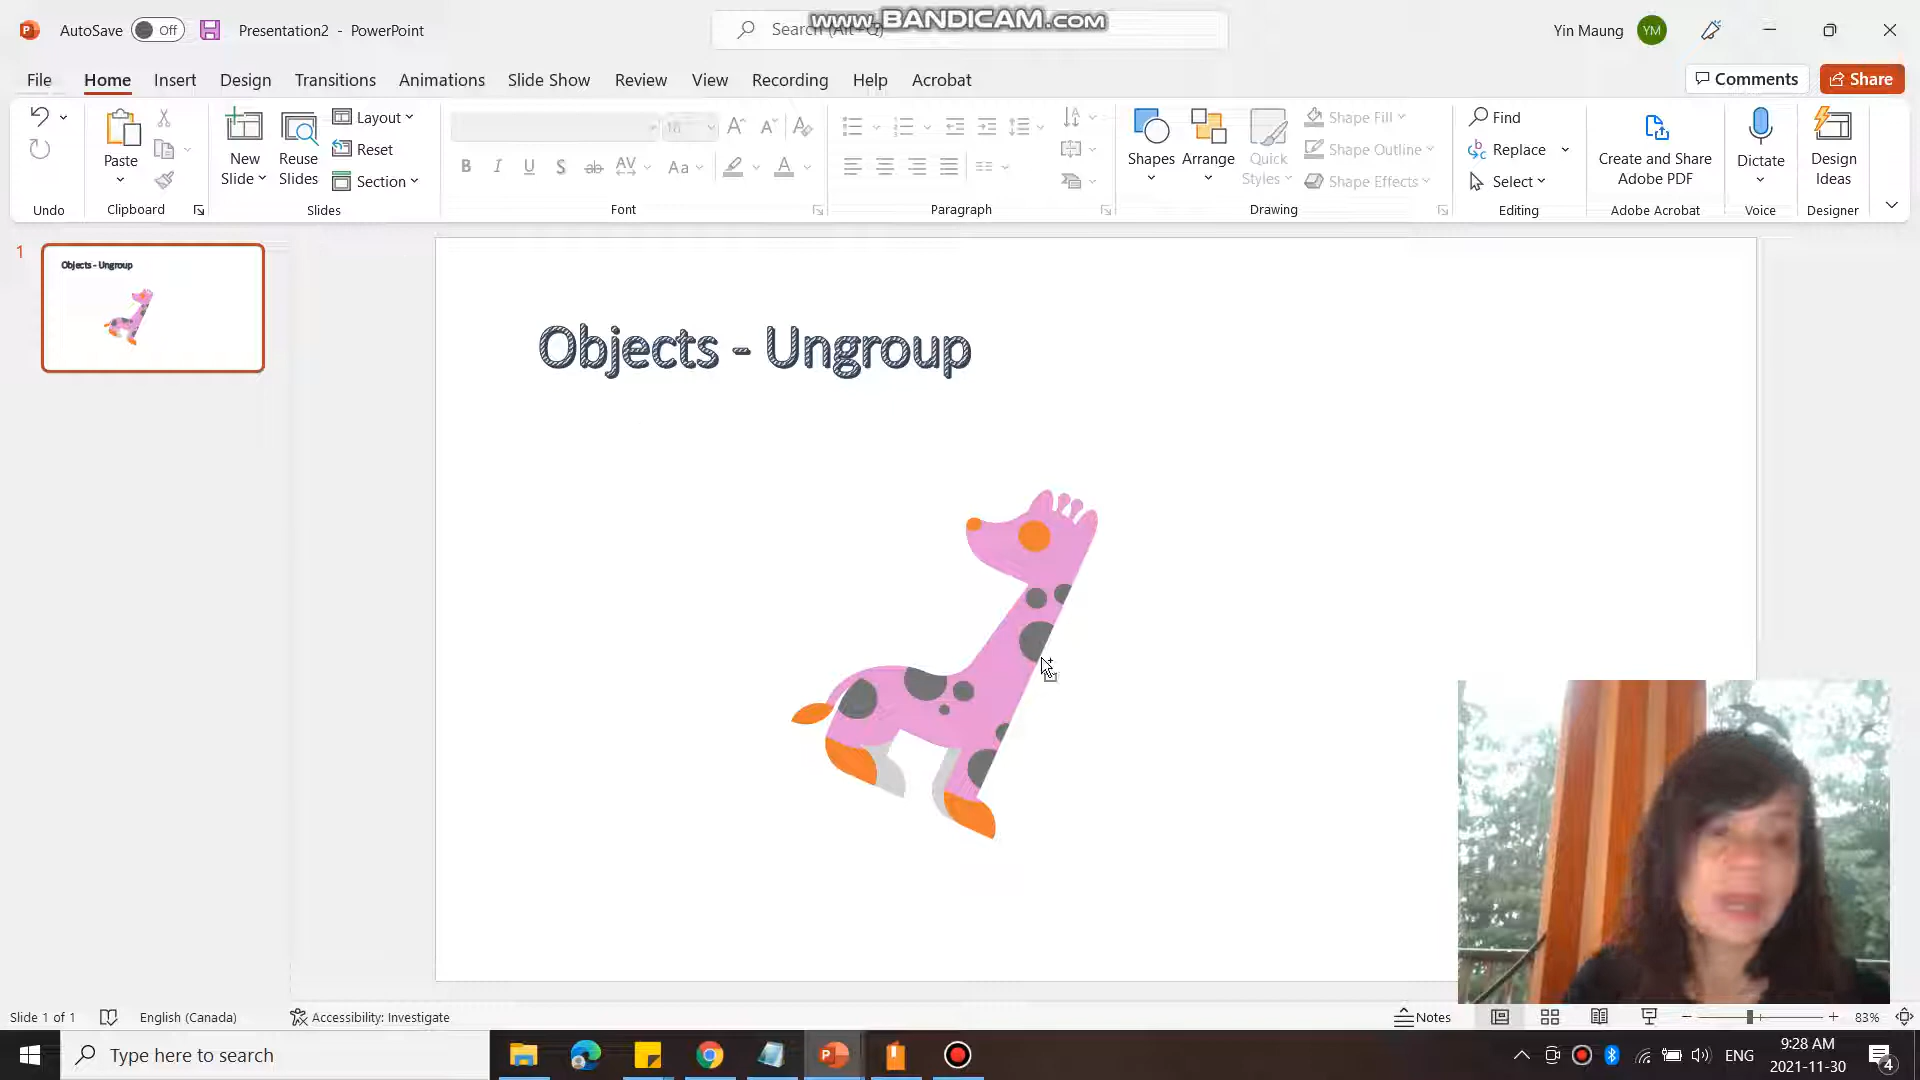 www.BANDICAM.com
AutoSave Off Presentation2 - PowerPoint
Yin Maung YM
File Home Insert Design Transitions Animations Slide Show Review View Recording Help Acrobat Comments Share
Paste
New Slide
Reuse Slides
Layout
Reset
Section
Shapes
Arrange
Quick Styles
Shape Fill
Shape Outline
Shape Effects
Find
Replace
Select
Create and Share Adobe PDF
Dictate
Design Ideas
Undo Clipboard Slides Font Paragraph Drawing Editing Adobe Acrobat Voice Designer
1
Objects - Ungroup
Objects - Ungroup
Slide 1 of 1 English (Canada) Accessibility: Investigate Notes 83%
Type here to search
ENG
9:28 AM
2021-11-30
4